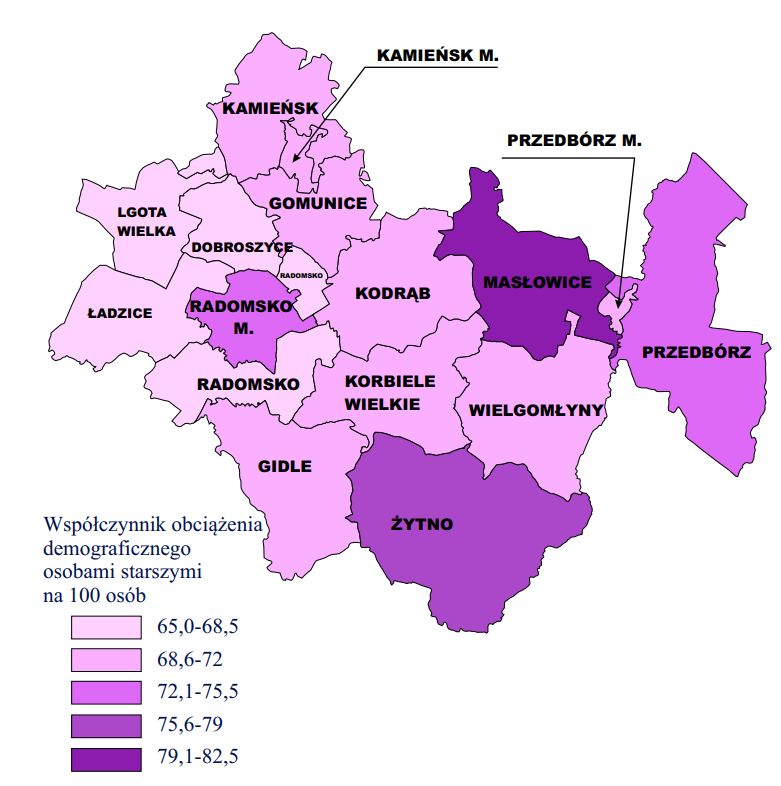 KAMIEŃSK M.
KAMIEŃSK
PRZEDBÓRZ M.
GOMUNICE
LGOTA
WIELKA
DOBROSZYCE
RADOMSKO
MASŁOWICE
KODRĄB
ŁADZICE
RADOMSKO
M.
PRZEDBÓRZ
RADOMSKO
KORBIELE
WIELKIE
WIELGOMŁYNY
GIDLE
ŻYTNO
Współczynnik obciążenia
demograficznego
osobami starszymi
na 100 osób
65,0-68,5
68,6-72
72,1-75,5
75,6-79
79,1-82,5